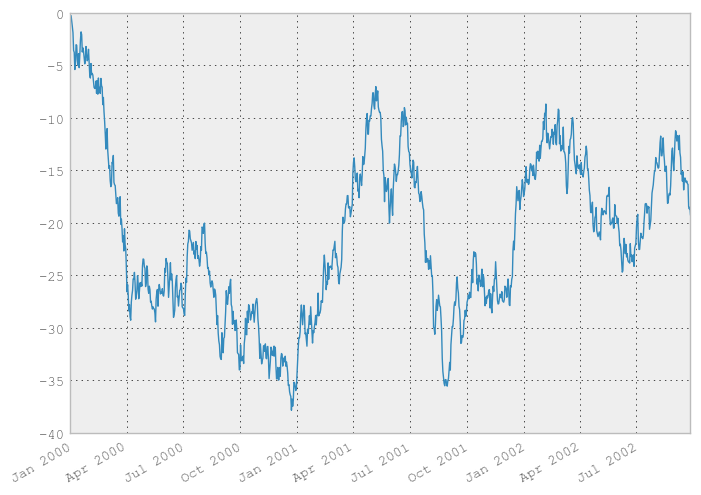 0
−5
−10
−15
−20
−25
−30
−35
−40
Jan 2000
Apr 2000
Jul 2000
Oct 2000
Jan 2001
Apr 2001
Jul 2001
Oct 2001
Jan 2002
Apr 2002
Jul 2002